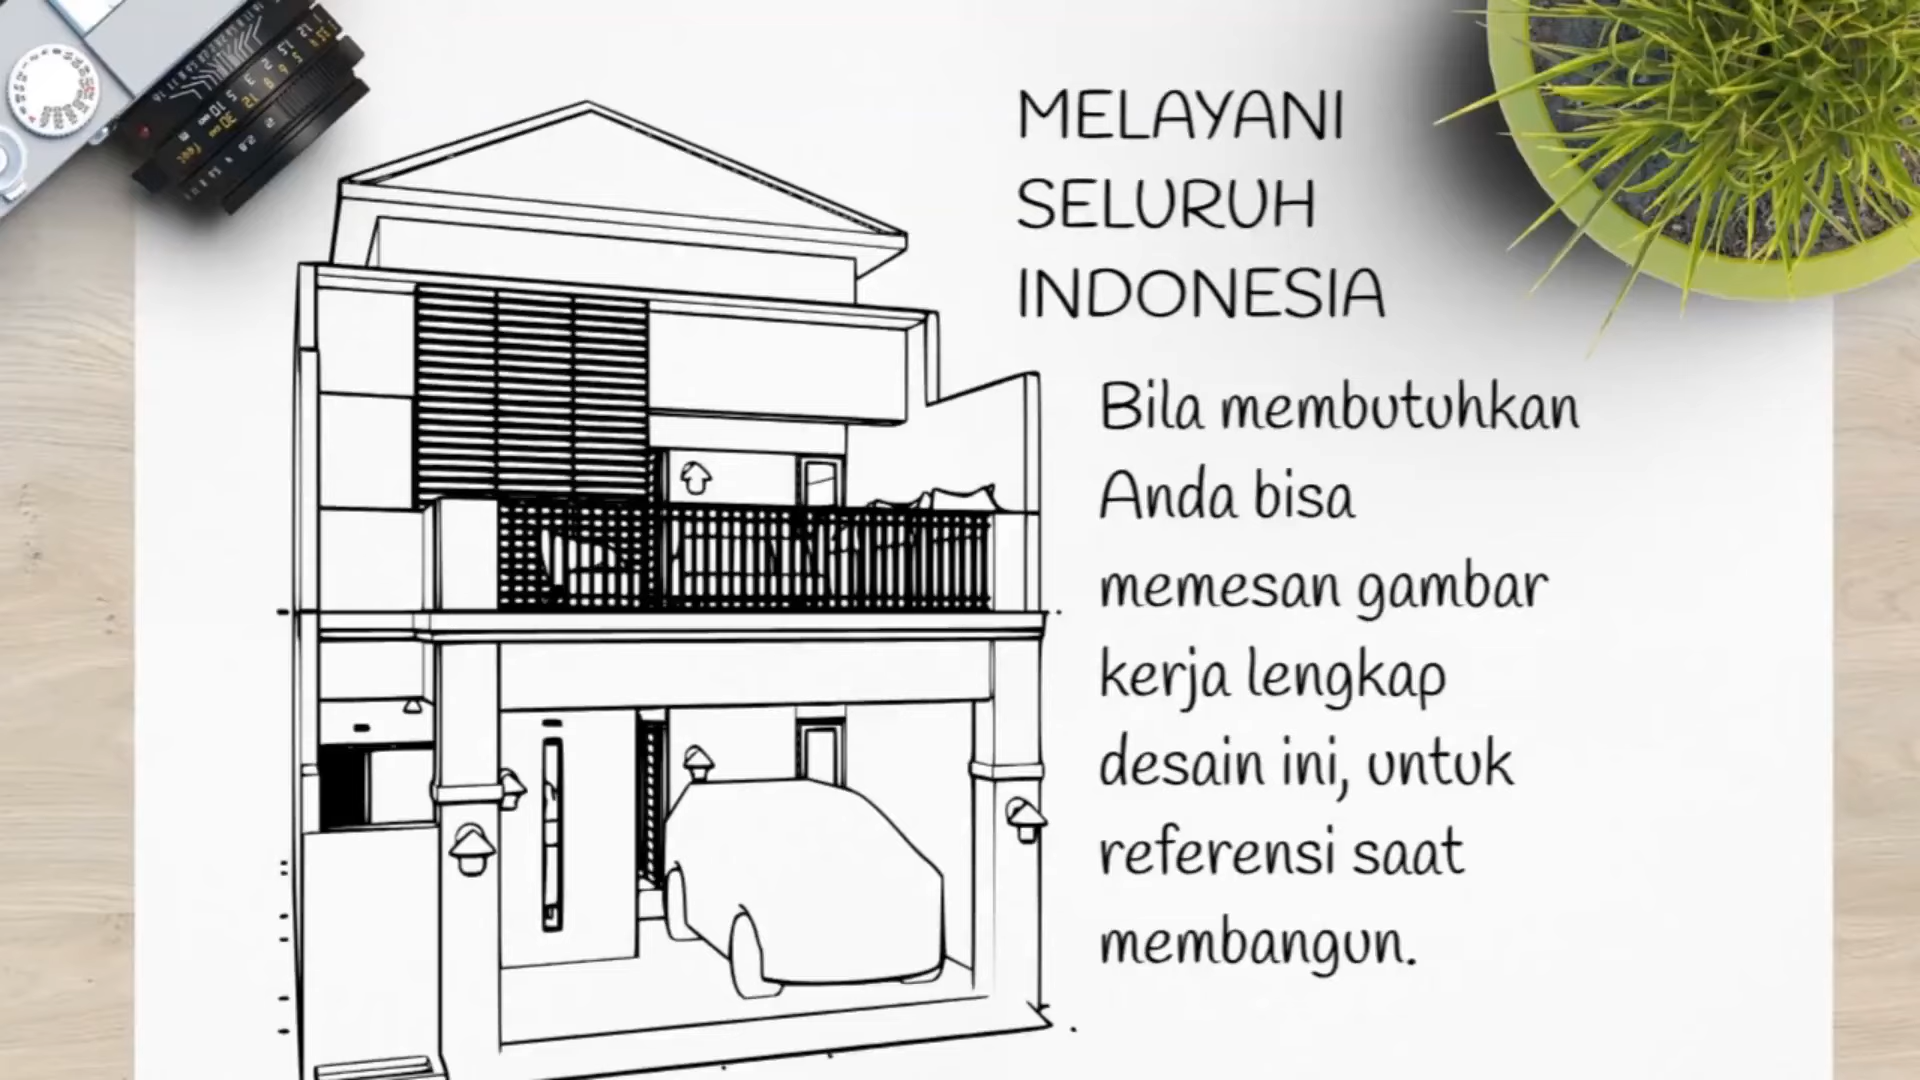 MELAYANI
SELURUH
INDONESIA
Bila membutuhkan
Anda bisa
memesan gambar
kerja lengkap
desain ini, untuk
referensi saat
membangun.